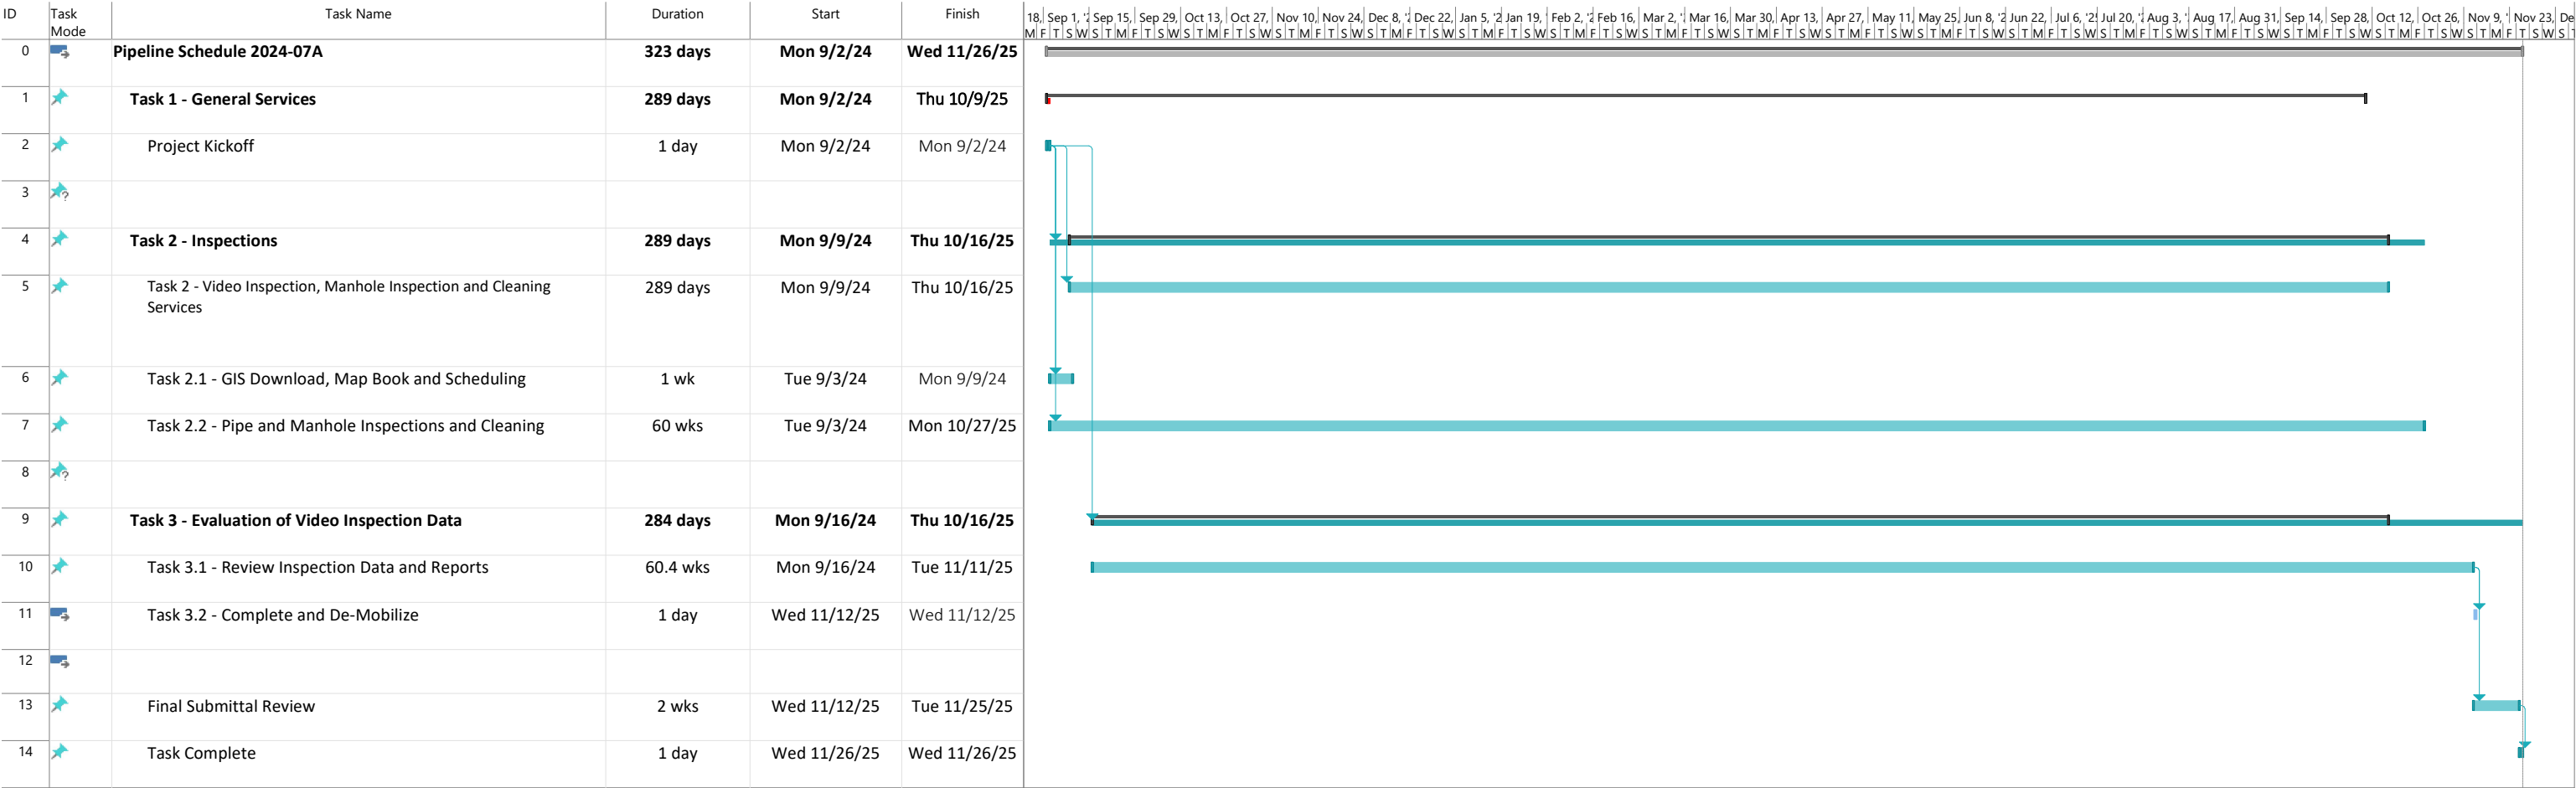 ID Task Mode Task Name Duration Start Finish
18, Sep 1, '2 Sep 15, Sep 29, Oct 13, Oct 27, Nov 10, Nov 24, Dec 8, '2 Dec 22, Jan 5, '2 Jan 19, ' Feb 2, '2 Feb 16, Mar 2, ' Mar 16, Mar 30, Apr 13, Apr 27, May 11, May 25, Jun 8, '2 Jun 22, Jul 6, '25 Jul 20, ' Aug 3, ' Aug 17, Aug 31, Sep 14, Sep 28, Oct 12, Oct 26, Nov 9, ' Nov 23, De
M F T S W S T M F T S W S T M F T S W S T M F T S W S T M F T S W S T M F T S W S T M F T S W S T M F T S W S T M F T S W S T M F T S W S T M F T S W S T M F T S W S T M F T S W S T M F T S W S T M F T S W S T M F T S W S
0 Pipeline Schedule 2024-07A 323 days Mon 9/2/24 Wed 11/26/25
1 Task 1 - General Services 289 days Mon 9/2/24 Thu 10/9/25
2 Project Kickoff 1 day Mon 9/2/24 Mon 9/2/24
3 ?
4 Task 2 - Inspections 289 days Mon 9/9/24 Thu 10/16/25
5 Task 2 - Video Inspection, Manhole Inspection and Cleaning 289 days Mon 9/9/24 Thu 10/16/25
Services
6 Task 2.1 - GIS Download, Map Book and Scheduling 1 wk Tue 9/3/24 Mon 9/9/24
7 Task 2.2 - Pipe and Manhole Inspections and Cleaning 60 wks Tue 9/3/24 Mon 10/27/25
8 ?
9 Task 3 - Evaluation of Video Inspection Data 284 days Mon 9/16/24 Thu 10/16/25
10 Task 3.1 - Review Inspection Data and Reports 60.4 wks Mon 9/16/24 Tue 11/11/25
11 Task 3.2 - Complete and De-Mobilize 1 day Wed 11/12/25 Wed 11/12/25
12
13 Final Submittal Review 2 wks Wed 11/12/25 Tue 11/25/25
14 Task Complete 1 day Wed 11/26/25 Wed 11/26/25